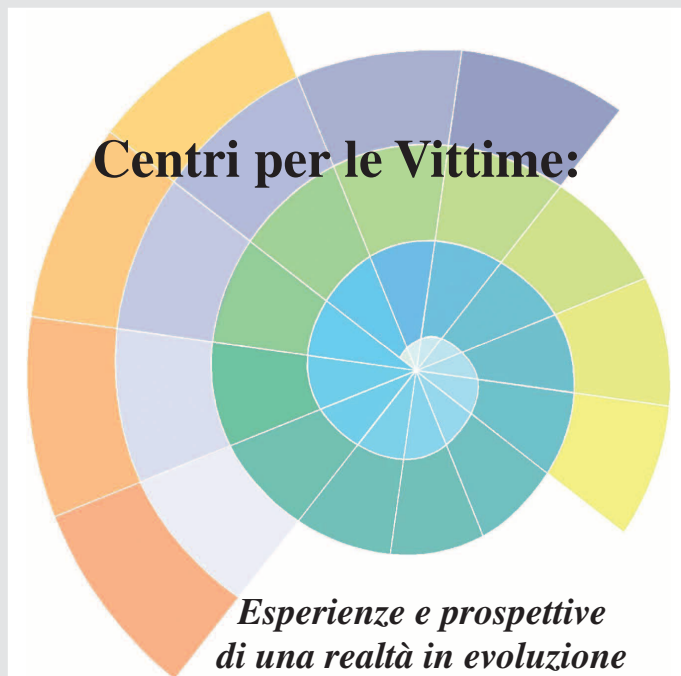 Centri per le Vittime:
Esperienze e prospettive
di una realtà in evoluzione